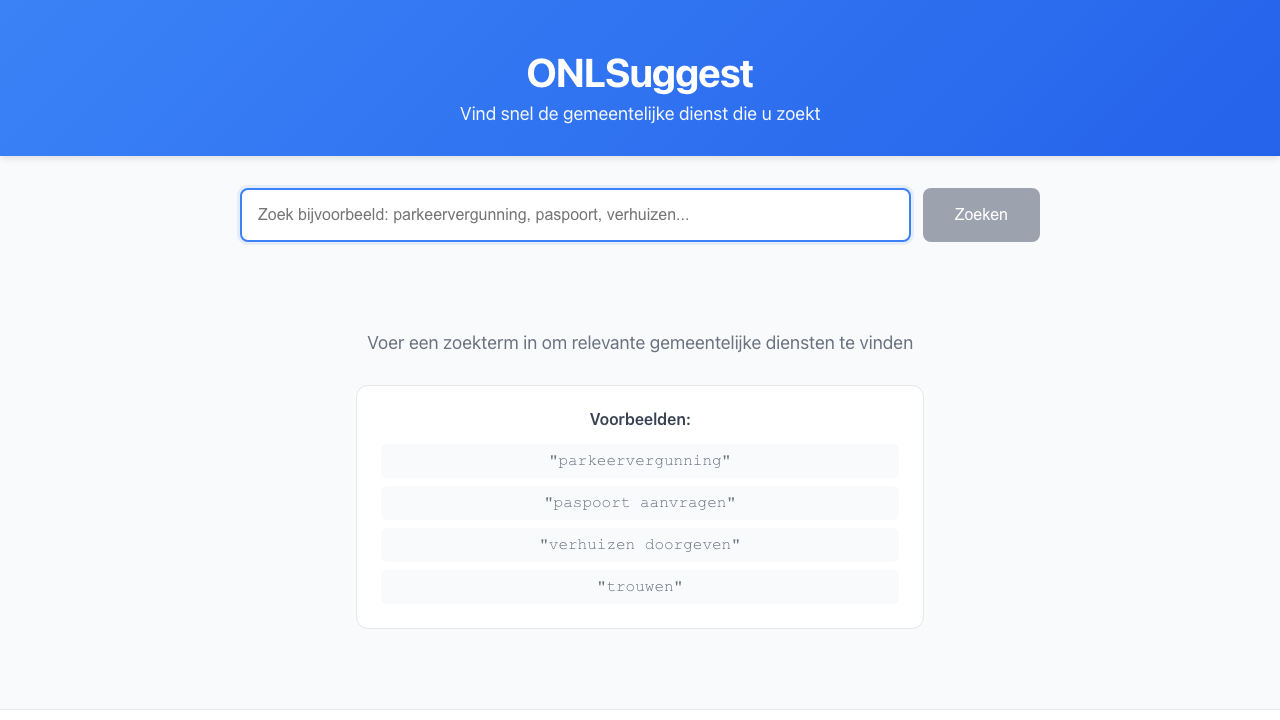 ONLSuggest
Vind snel de gemeentelijke dienst die u zoekt
Zoek bijvoorbeeld: parkeervergunning, paspoort, verhuizen...
Zoeken
Voer een zoekterm in om relevante gemeentelijke diensten te vinden
Voorbeelden:
"parkeervergunning"
"paspoort aanvragen"
"verhuizen doorgeven"
"trouwen"